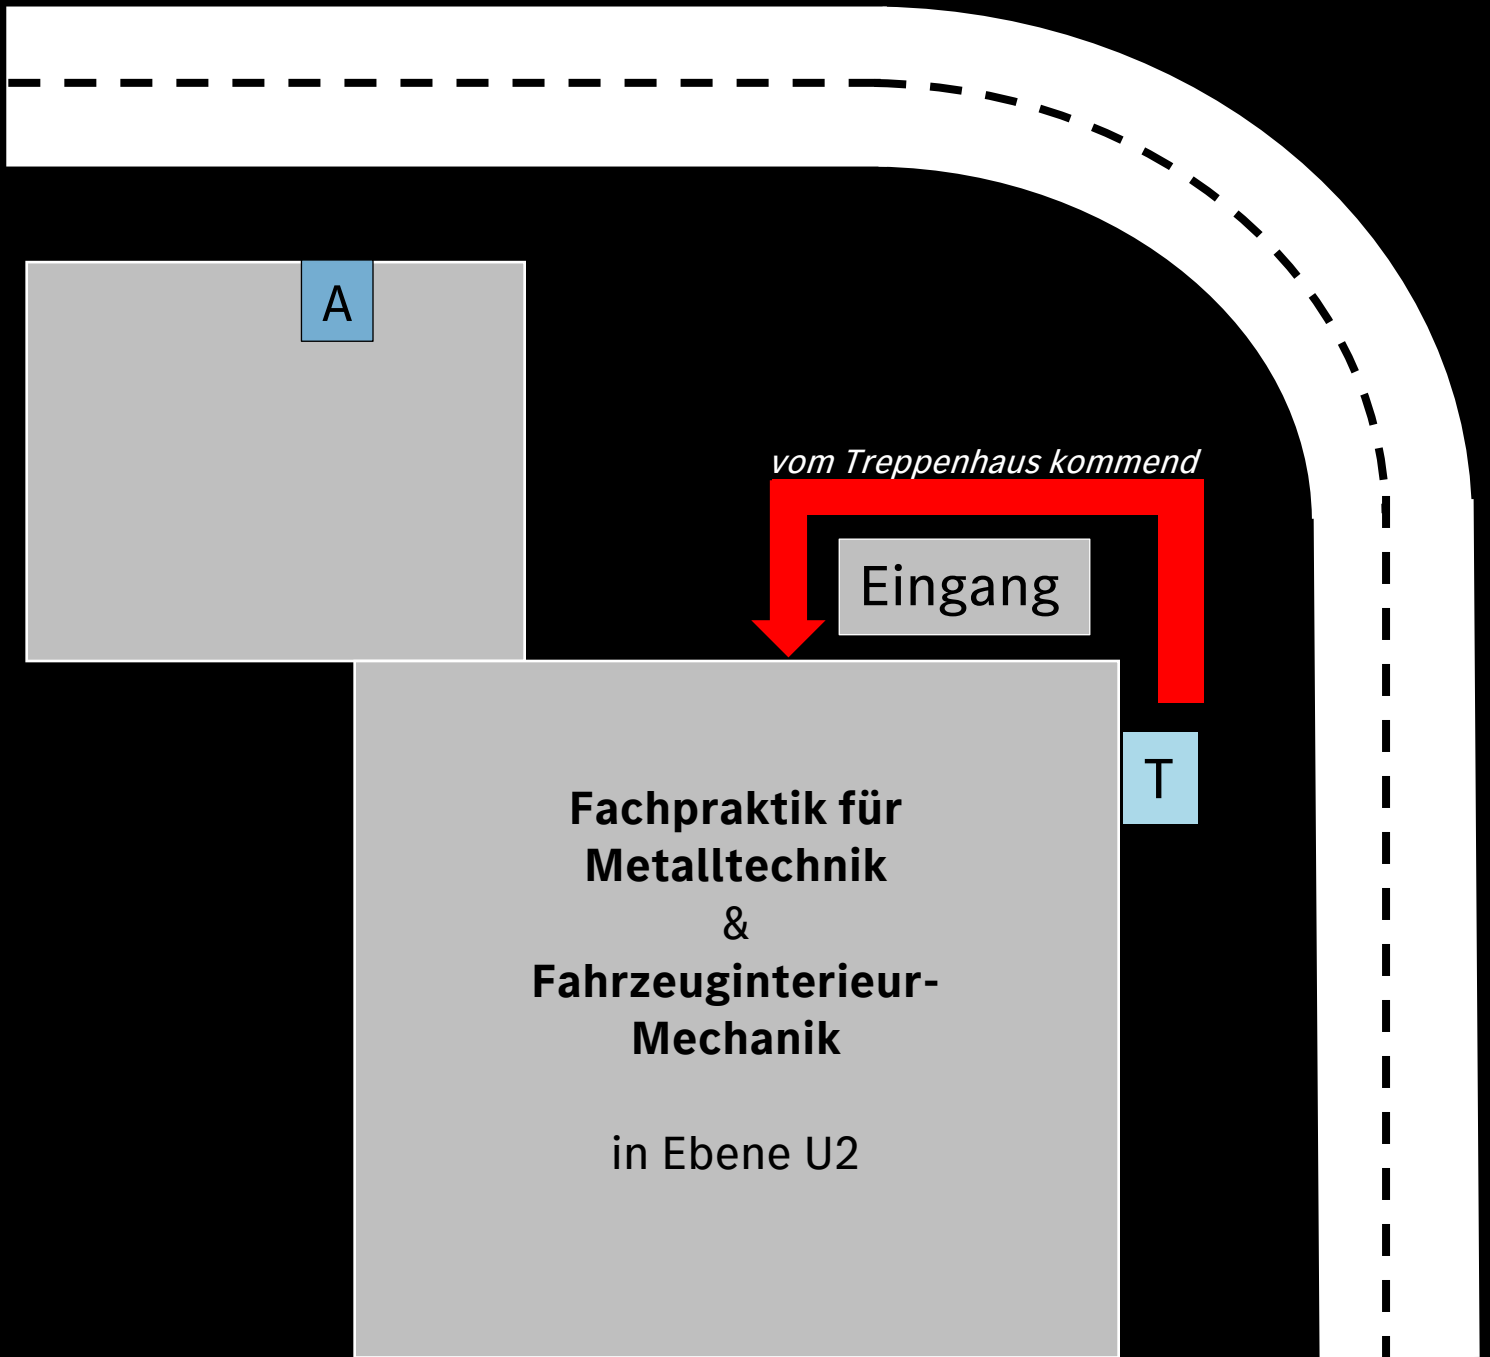 A
vom Treppenhaus kommend
Eingang
T
Fachpraktik für
Metalltechnik
&
Fahrzeuginterieur-
Mechanik
in Ebene U2